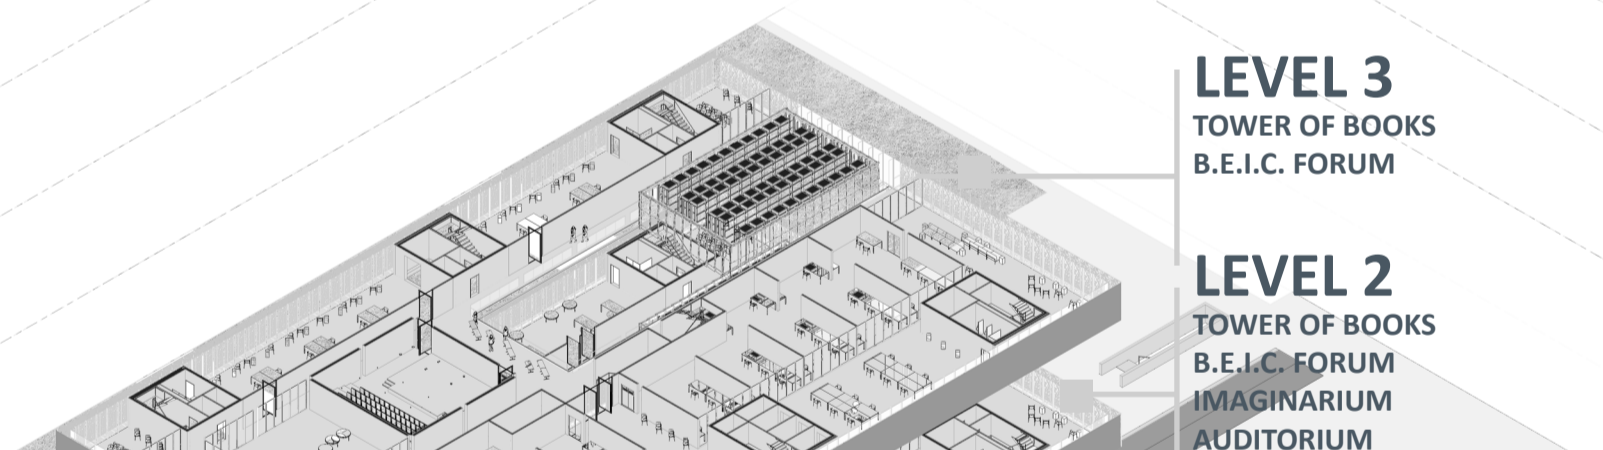 LEVEL 3
TOWER OF BOOKS
B.E.I.C. FORUM
LEVEL 2
TOWER OF BOOKS
B.E.I.C. FORUM
IMAGINARIUM
AUDITORIUM